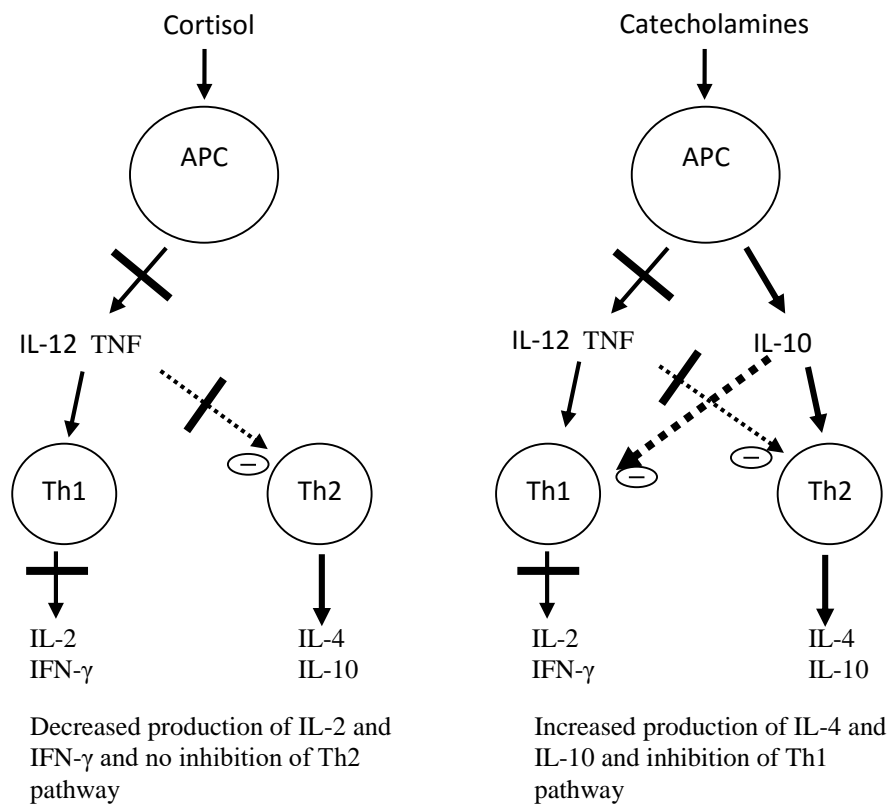 Cortisol
APC
IL-12 TNF
Th1
–
Th2
IL-2
IFN-γ
IL-4
IL-10
Decreased production of IL-2 and
IFN-γ and no inhibition of Th2
pathway
Catecholamines
APC
IL-12 TNF
IL-10
Th1
–
–
Th2
IL-2
IFN-γ
IL-4
IL-10
Increased production of IL-4 and
IL-10 and inhibition of Th1
pathway